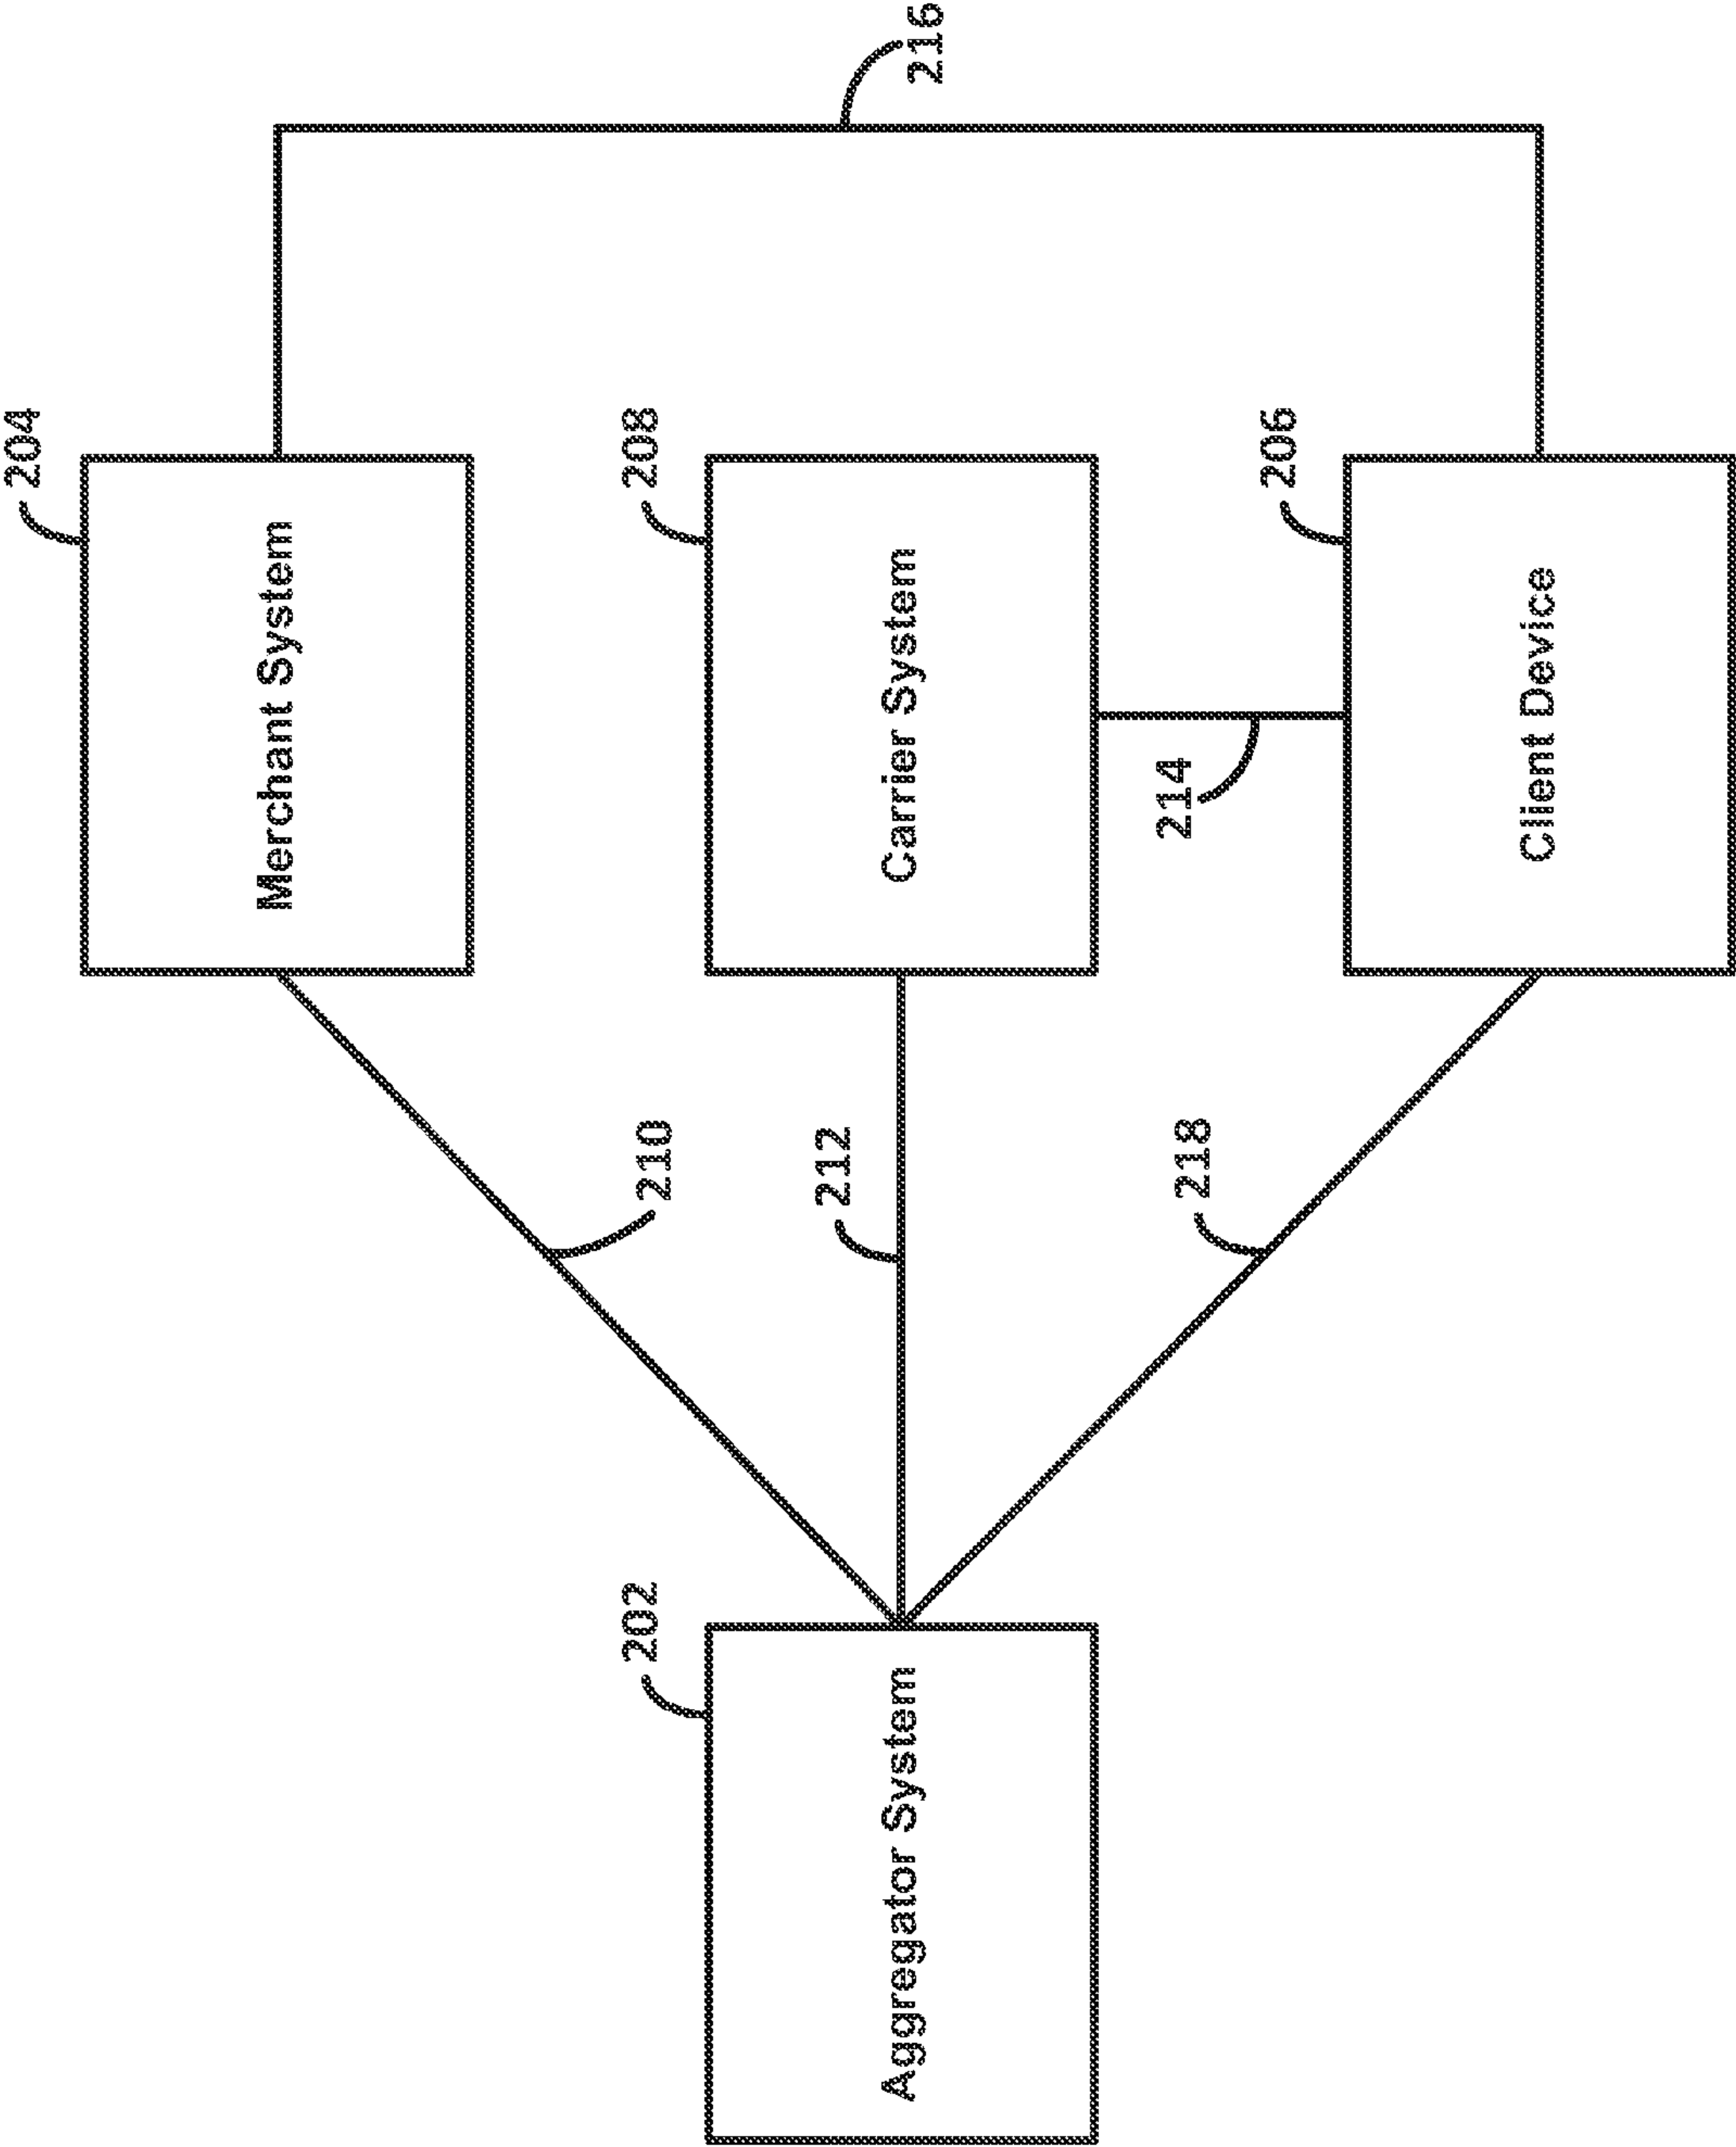 204
Merchant System
216
208
Carrier System
206
Client Device
214
210
212
218
202
Aggregator System